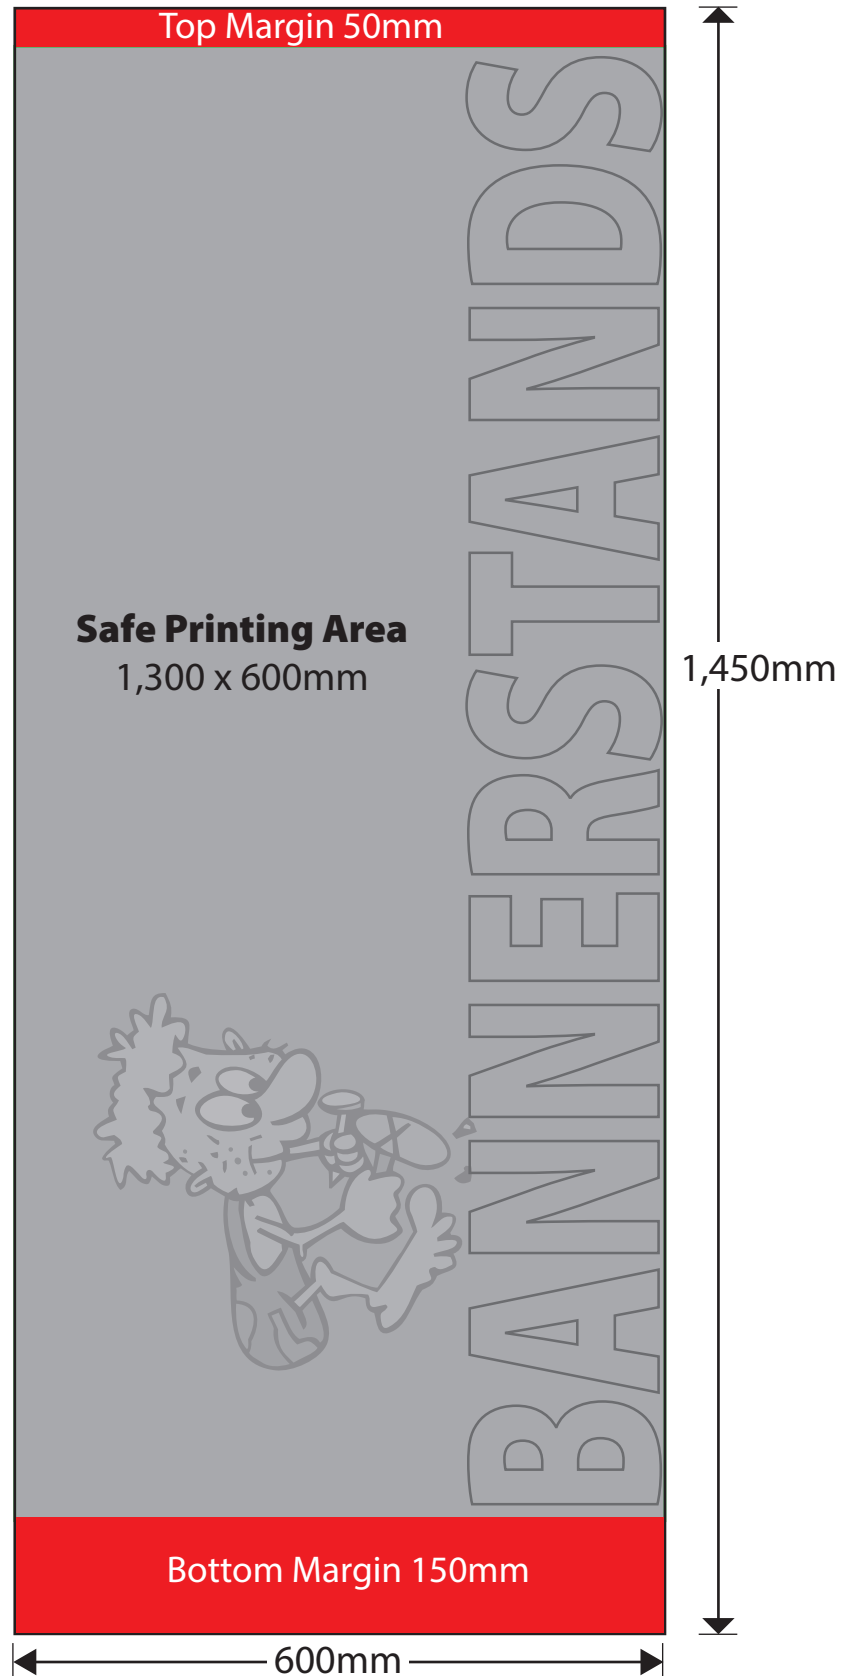 Top Margin 50mm
BANNERSTANDS
Safe Printing Area
1,300 x 600mm
1,450mm
Bottom Margin 150mm
600mm